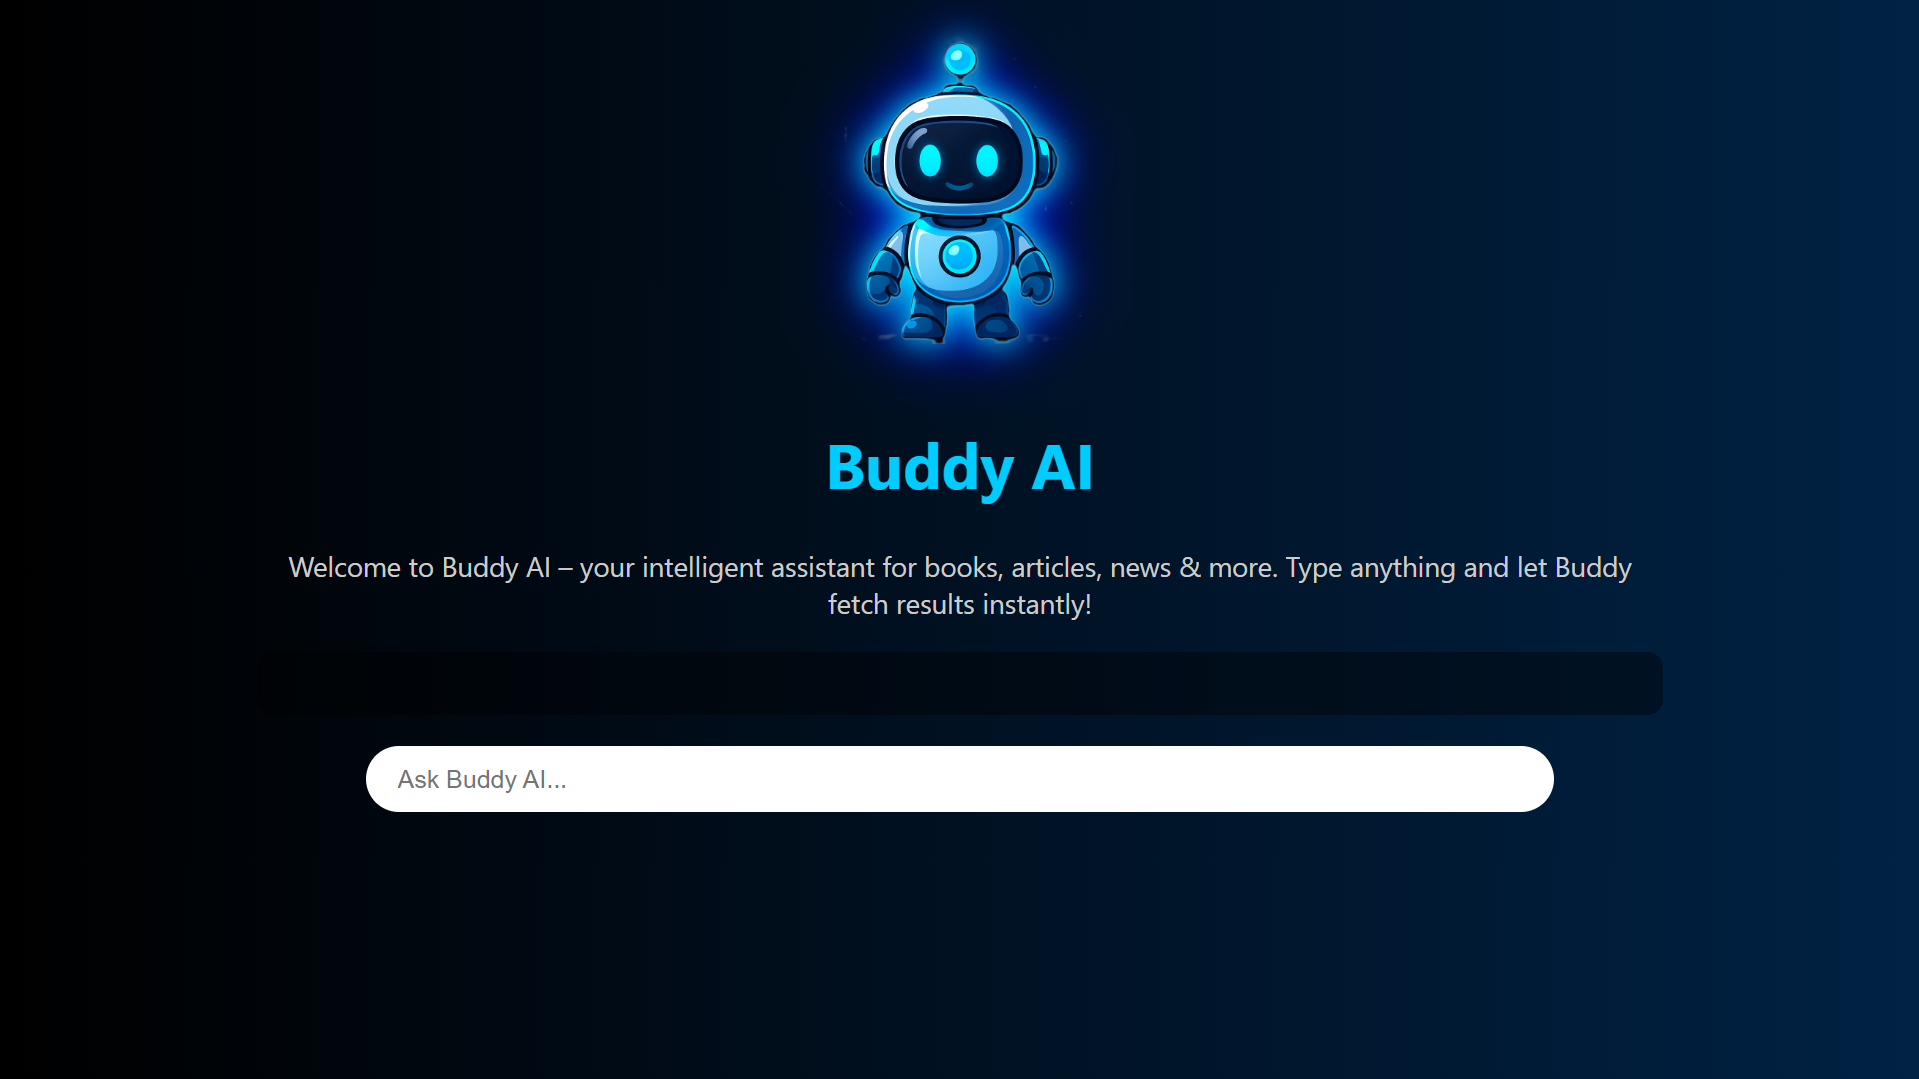 Buddy AI
Welcome to Buddy AI – your intelligent assistant for books, articles, news & more. Type anything and let Buddy
fetch results instantly!
Ask Buddy AI...